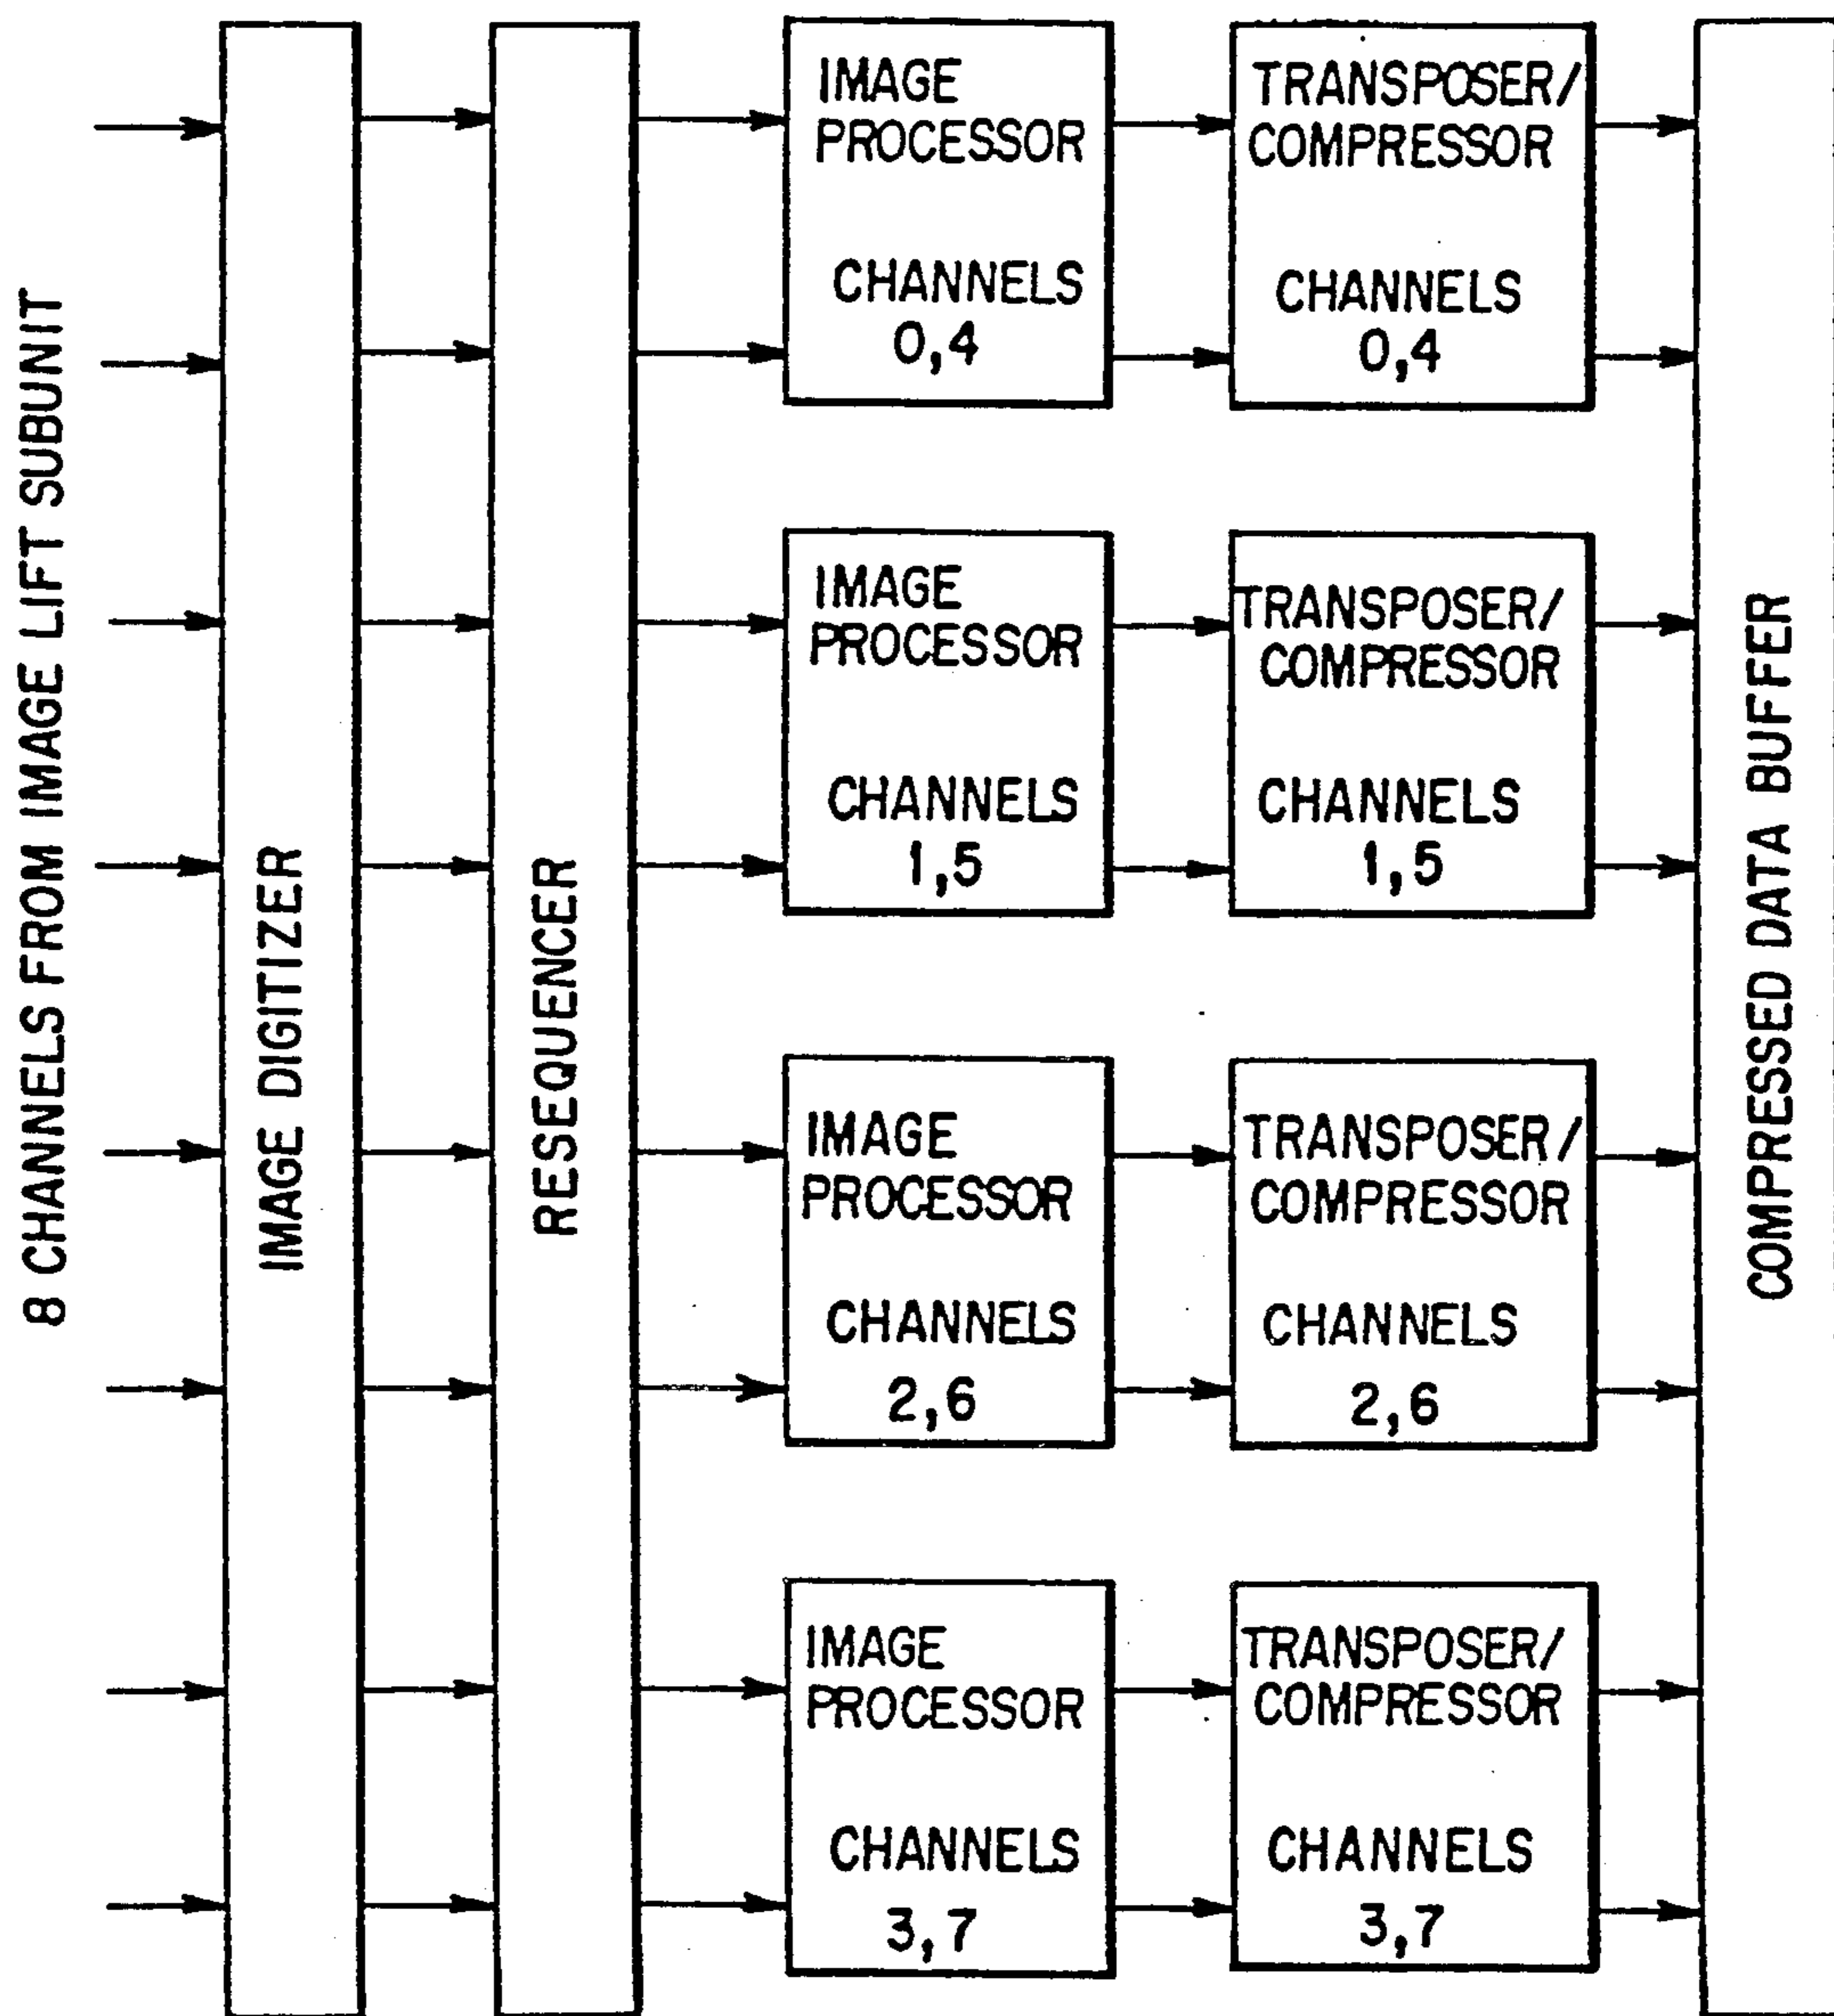 8 CHANNELS FROM IMAGE LIFT SUBUNIT
IMAGE DIGITIZER
RESEQUENCER
IMAGE
PROCESSOR
CHANNELS
0,4
TRANSPOSER/
COMPRESSOR
CHANNELS
0,4
IMAGE
PROCESSOR
CHANNELS
1,5
TRANSPOSER/
COMPRESSOR
CHANNELS
1,5
IMAGE
PROCESSOR
CHANNELS
2,6
TRANSPOSER/
COMPRESSOR
CHANNELS
2,6
IMAGE
PROCESSOR
CHANNELS
3,7
TRANSPOSER/
COMPRESSOR
CHANNELS
3,7
COMPRESSED DATA BUFFER